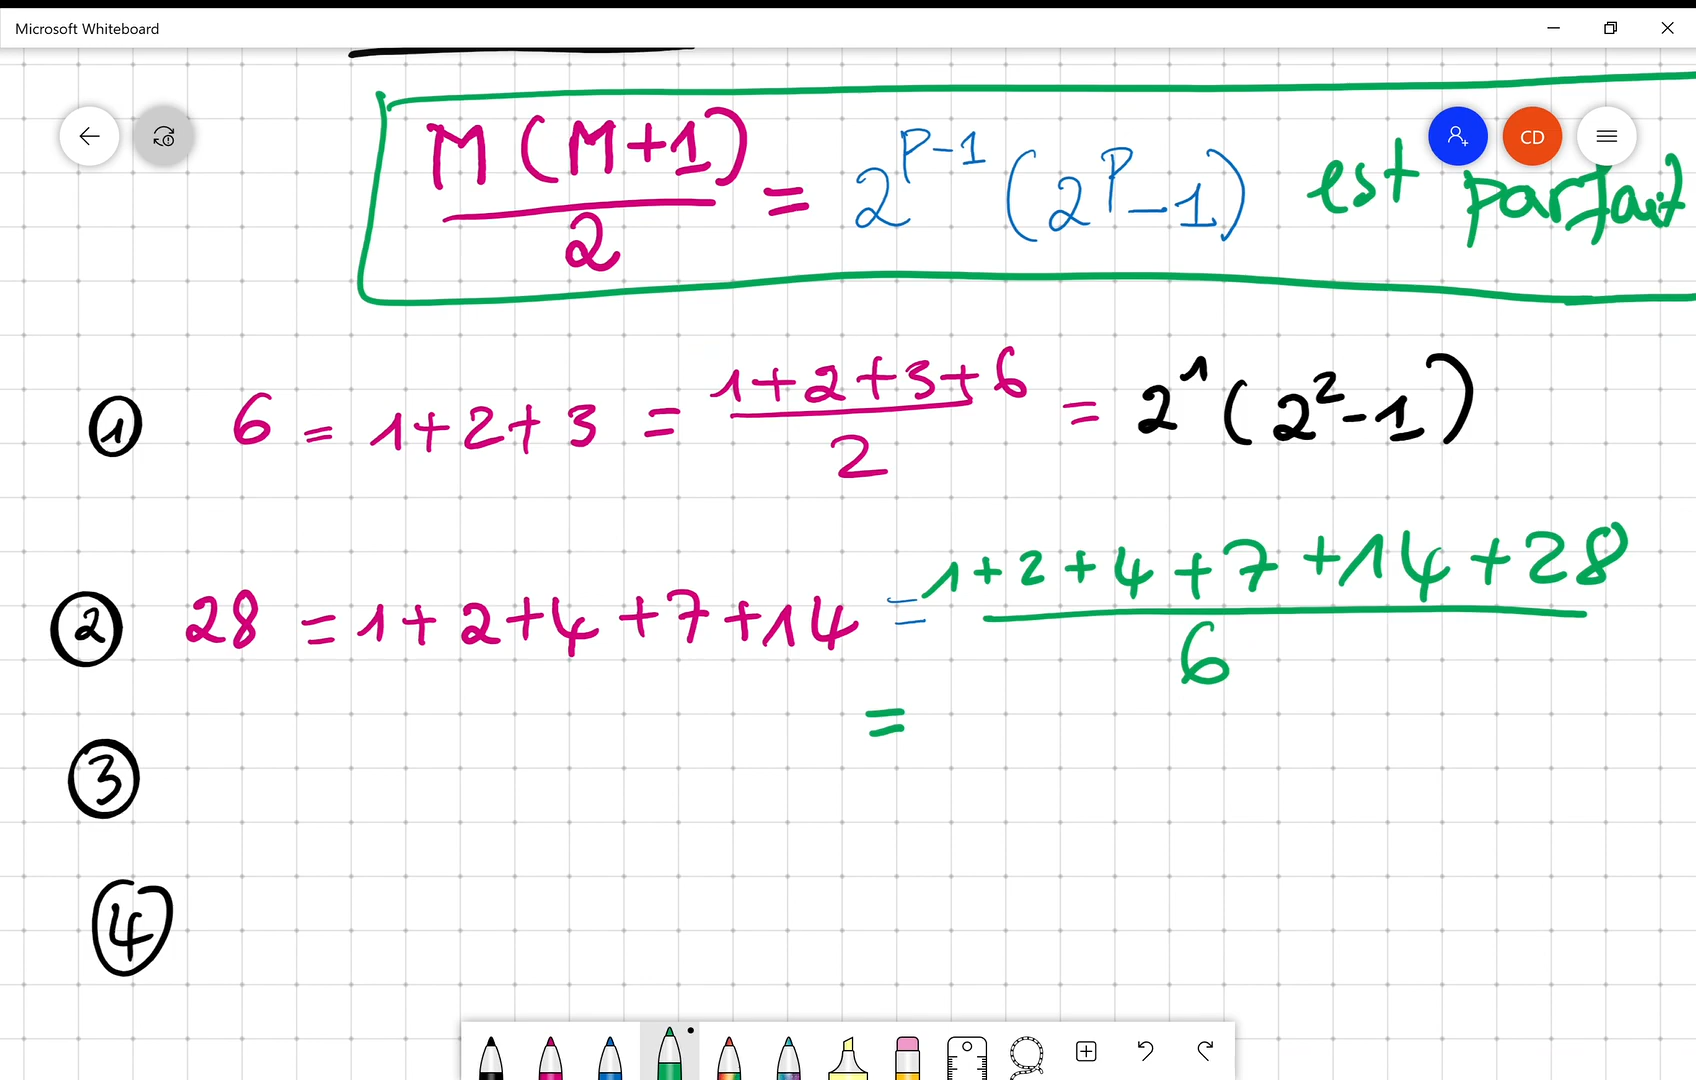 Microsoft Whiteboard
CD
M(M+1)/2 = 2^(P-1) (2^P - 1) est parfait
① 6 = 1+2+3 = (1+2+3+6)/2 = 2^1 (2^2 - 1)
② 28 = 1+2+4+7+14 = (1+2+4+7+14+28)/6
=
③
④